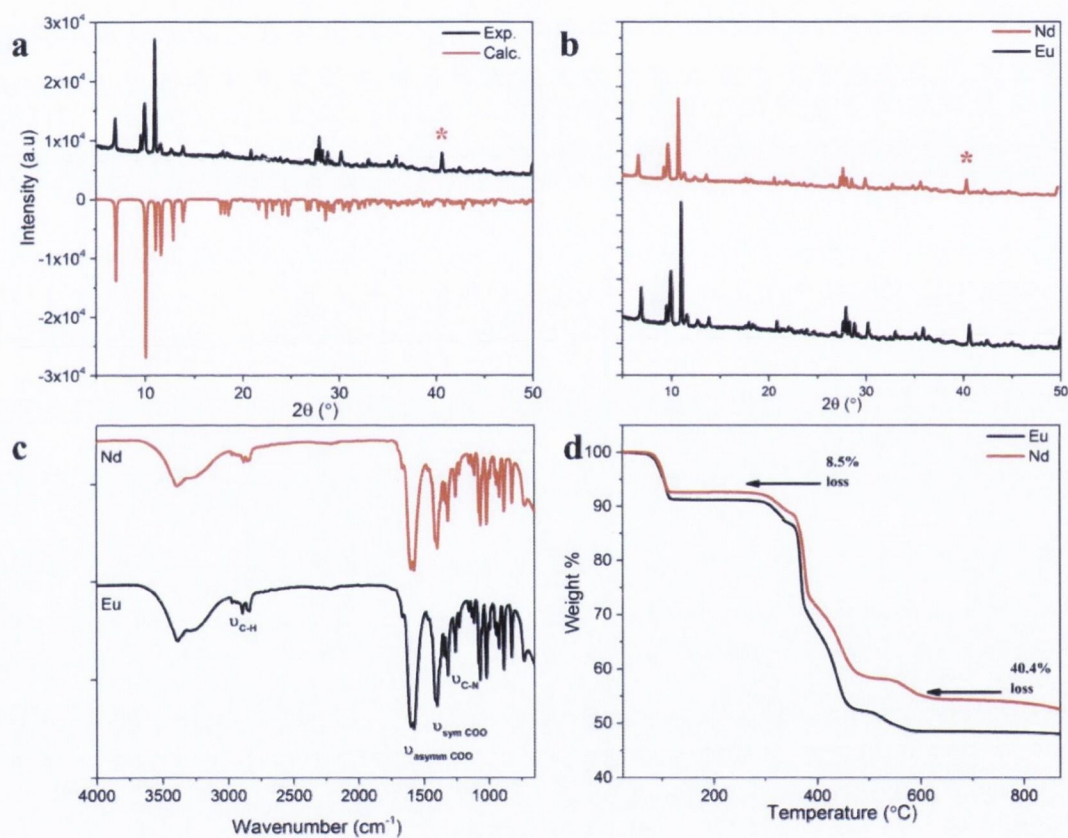 a
Exp.
Calc.
3x10⁴
2x10⁴
1x10⁴
0
-1x10⁴
-2x10⁴
-3x10⁴
Intensity (a.u)
*
10 20 30 40 50
2θ (°)
b
Nd
Eu
*
10 20 30 40 50
2θ (°)
c
Nd
Eu
υC-H
υC-N
υsym COO
υasymm COO
4000 3500 3000 2500 2000 1500 1000
Wavenumber (cm⁻¹)
d
Eu
Nd
8.5%
loss
40.4%
loss
100
90
80
70
60
50
40
Weight %
200 400 600 800
Temperature (°C)